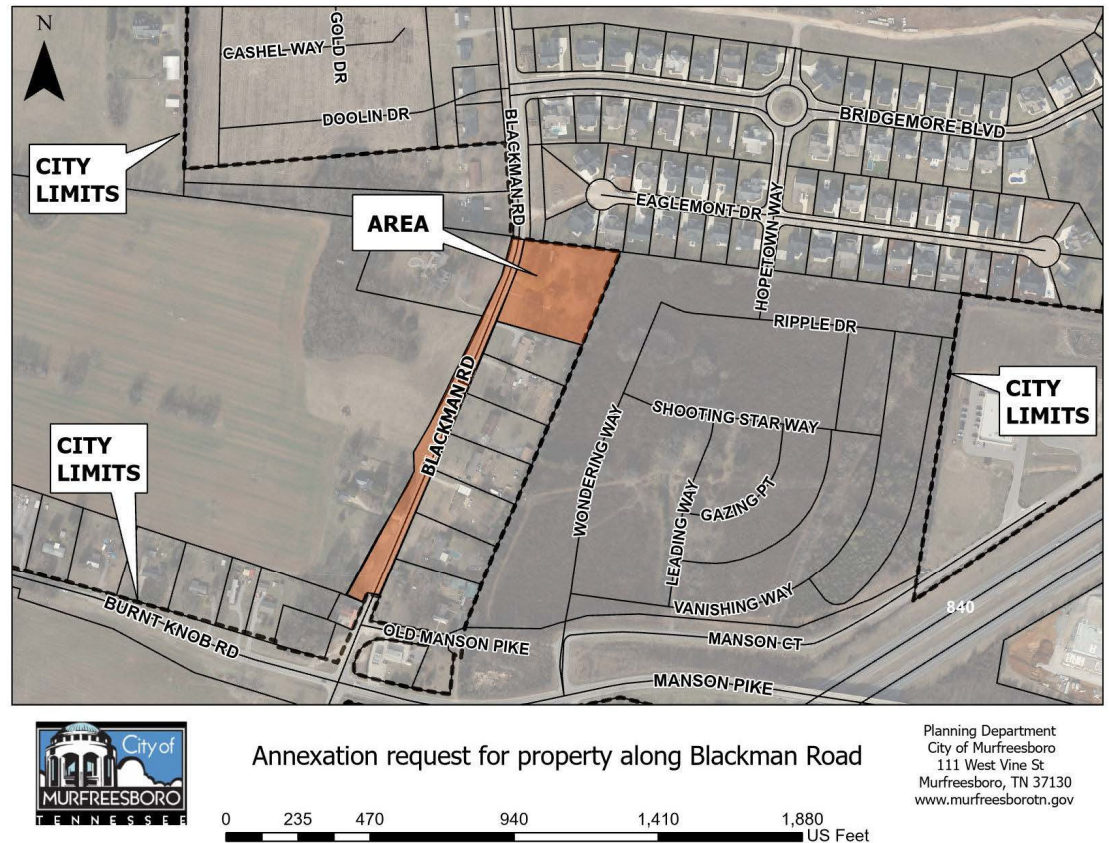 N
CASHEL WAY
GOLD DR
DOOLIN DR
BLACKMAN RD
BRIDGEMORE BLVD
CITY
LIMITS
AREA
EAGLEMONT DR
HOPETOWN WAY
RIPPLE DR
CITY
LIMITS
BLACKMAN RD
WONDERING WAY
SHOOTING STAR WAY
LEADING WAY
GAZING PT
CITY
LIMITS
VANISHING WAY
840
BURNT KNOB RD
OLD MANSON PIKE
MANSON CT
MANSON PIKE
City of
MURFREESBORO
TENNESSEE
Annexation request for property along Blackman Road
0 235 470 940 1,410 1,880
US Feet
Planning Department
City of Murfreesboro
111 West Vine St
Murfreesboro, TN 37130
www.murfreesborotn.gov